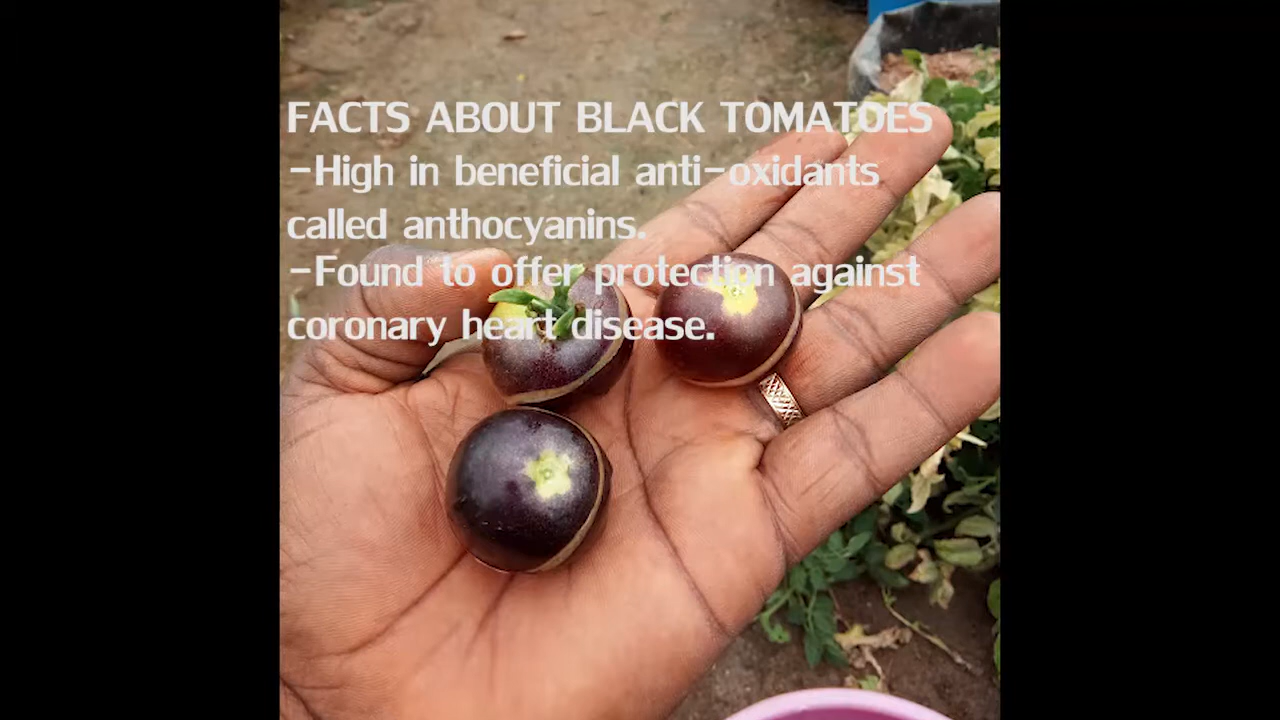 FACTS ABOUT BLACK TOMATOES
-High in beneficial anti-oxidants
called anthocyanins.
-Found to offer protection against
coronary heart disease.